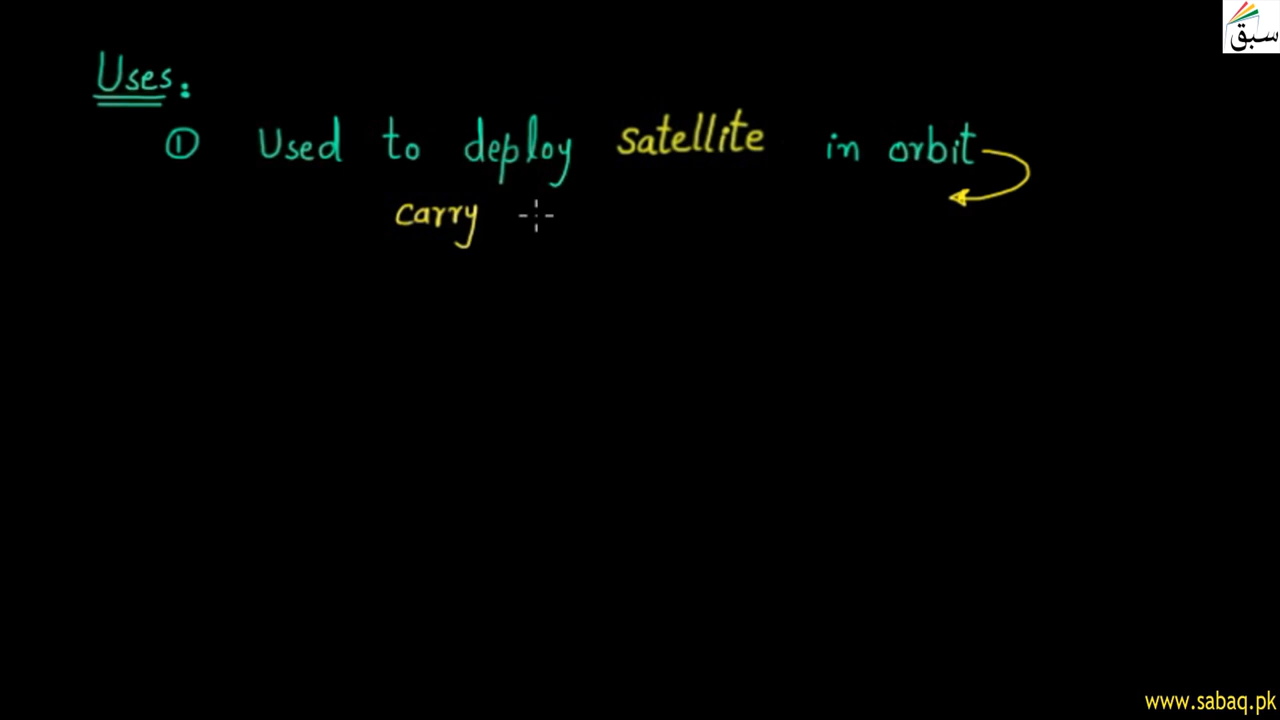 سبق
Uses:
① Used to deploy satellite in orbit
carry
www.sabaq.pk